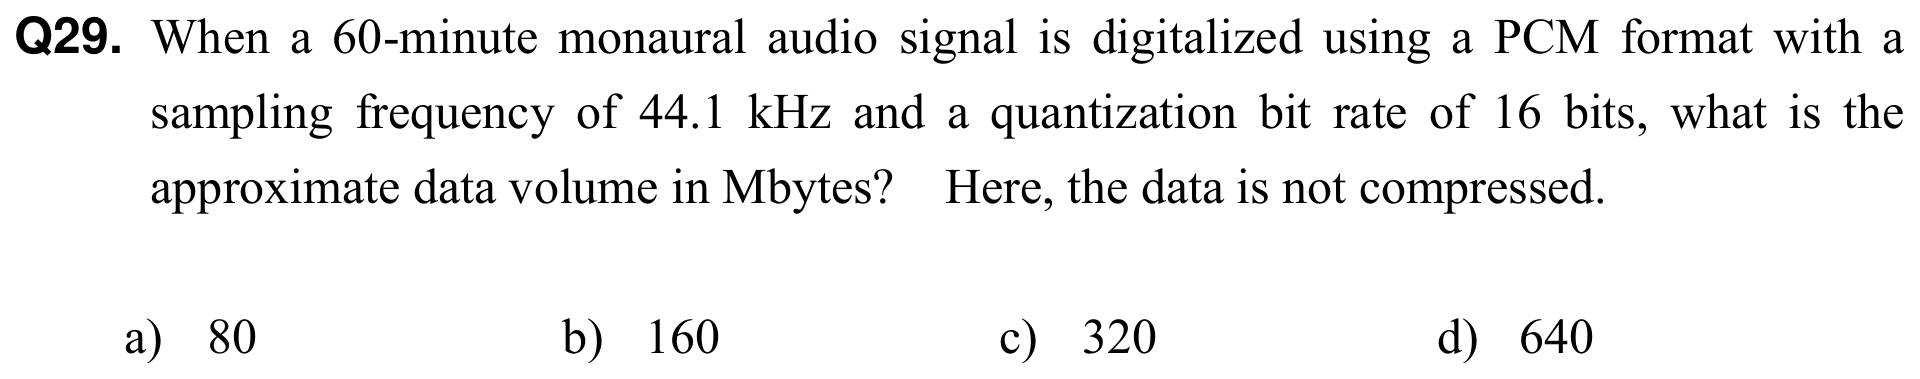 Q29. When a 60-minute monaural audio signal is digitalized using a PCM format with a
sampling frequency of 44.1 kHz and a quantization bit rate of 16 bits, what is the
approximate data volume in Mbytes? Here, the data is not compressed.
a) 80 b) 160 c) 320 d) 640